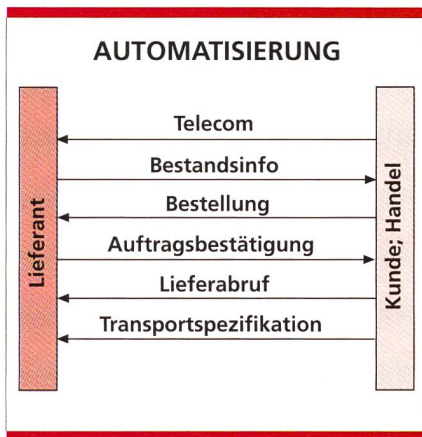 AUTOMATISIERUNG
Lieferant
Telecom
Bestandsinfo
Bestellung
Auftragsbestätigung
Lieferabruf
Transportspezifikation
Kunde; Handel